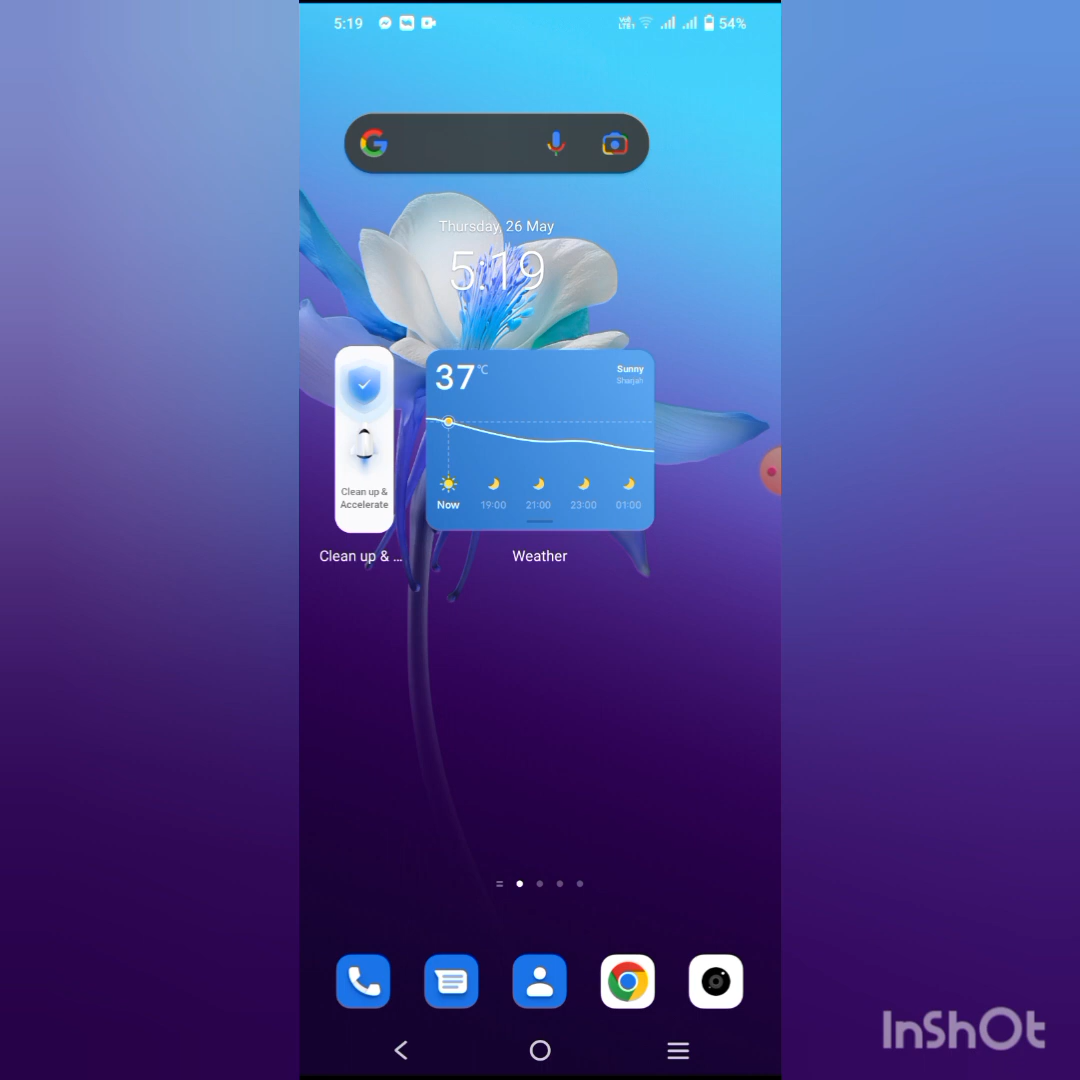 5:19
54%
Thursday, 26 May
5:19
37°C
Sunny
Sharjah
Clean up &
Accelerate
Now 19:00 21:00 23:00 01:00
Clean up & ...
Weather
InShOt